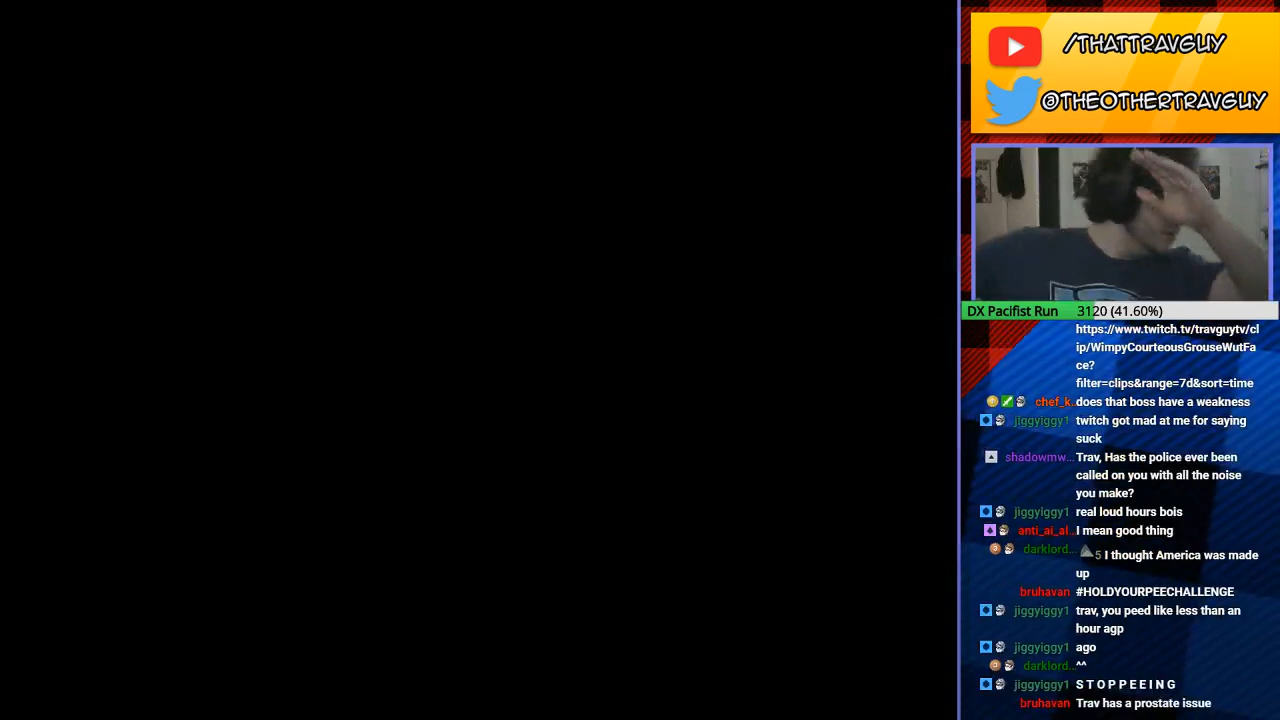 /THATTRAVGUY
@THEOTHERTRAVGUY
DX Pacifist Run 3120 (41.60%)
https://www.twitch.tv/travguytv/cl
ip/WimpyCourteousGrouseWutFa
ce?
filter=clips&range=7d&sort=time
chef_k... does that boss have a weakness
jiggyiggy1 twitch got mad at me for saying
suck
shadowmw... Trav, Has the police ever been
called on you with all the noise
you make?
jiggyiggy1 real loud hours bois
anti_ai_al... I mean good thing
darklord... 5 I thought America was made
up
bruhavan #HOLDYOURPEECHALLENGE
jiggyiggy1 trav, you peed like less than an
hour agp
jiggyiggy1 ago
darklord... ^^
jiggyiggy1 S T O P P E E I N G
bruhavan Trav has a prostate issue